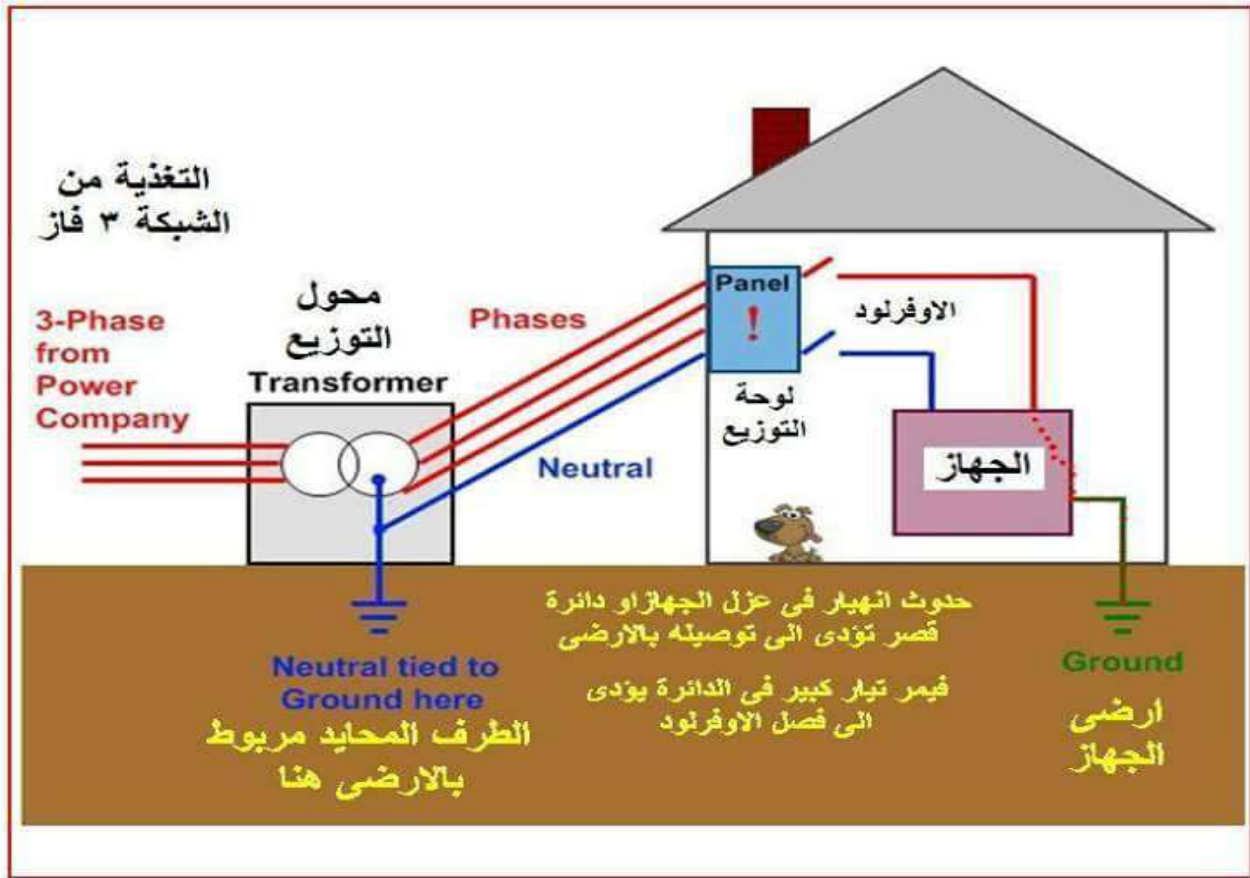 التغذية من
الشبكة ٣ فاز
3-Phase
from
Power
Company
محول
التوزيع
Transformer
Phases
Neutral
Panel
!
لوحة
التوزيع
الاوفرلود
الجهاز
Neutral tied to
Ground here
الطرف المحايد مربوط
بالارضى هنا
حدوث انهيار فى عزل الجهازاو دائرة
قصر تؤدى الى توصيله بالارضى
فيمر تيار كبير فى الدائرة يؤدى
الى فصل الاوفرلود
Ground
ارضى
الجهاز